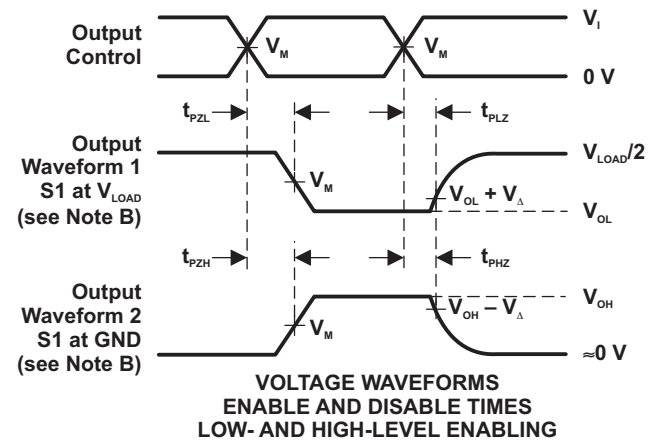 Output
Control
V_M
V_M
V_I
0 V
t_PZL
t_PLZ
Output
Waveform 1
S1 at V_LOAD
(see Note B)
V_M
V_OL + V_Δ
V_LOAD/2
V_OL
t_PZH
t_PHZ
Output
Waveform 2
S1 at GND
(see Note B)
V_M
V_OH – V_Δ
V_OH
≈0 V
VOLTAGE WAVEFORMS
ENABLE AND DISABLE TIMES
LOW- AND HIGH-LEVEL ENABLING